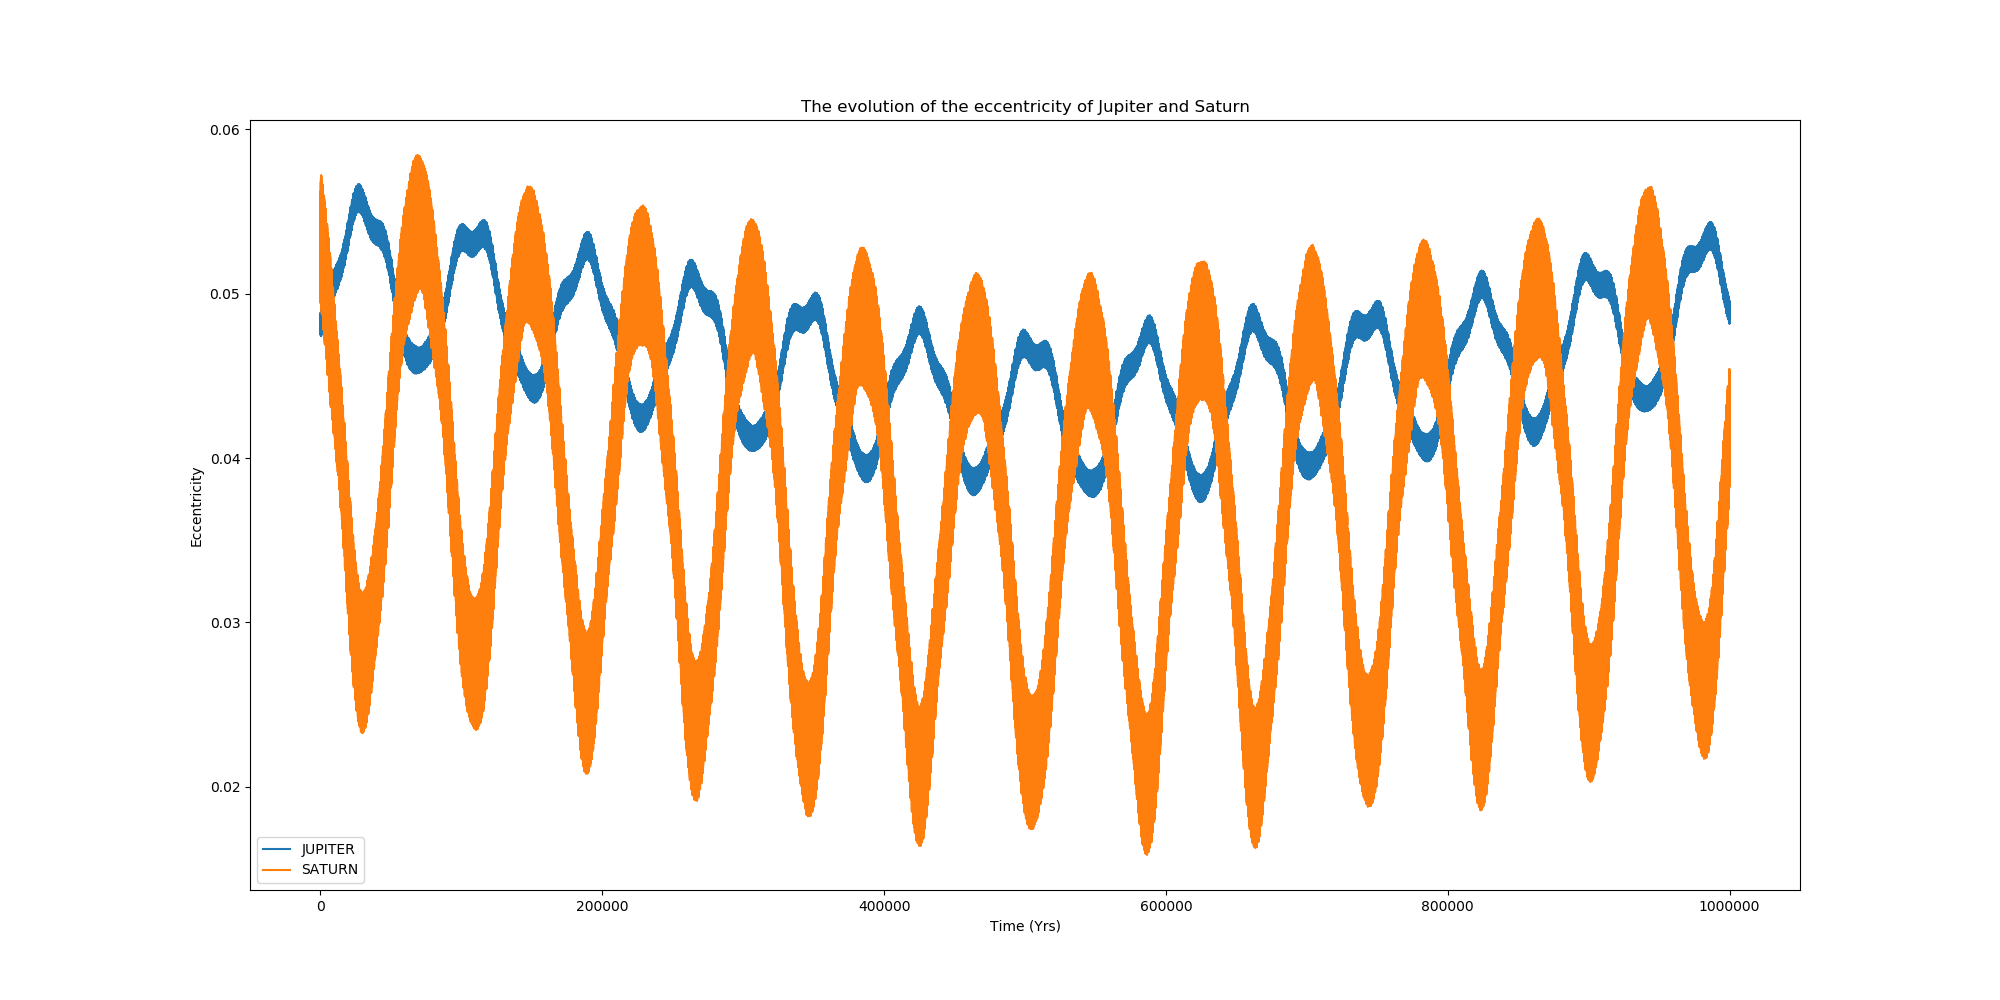 The evolution of the eccentricity of Jupiter and Saturn
0.06
0.05
0.04
0.03
0.02
Eccentricity
JUPITER
SATURN
0
200000
400000
600000
800000
1000000
Time (Yrs)